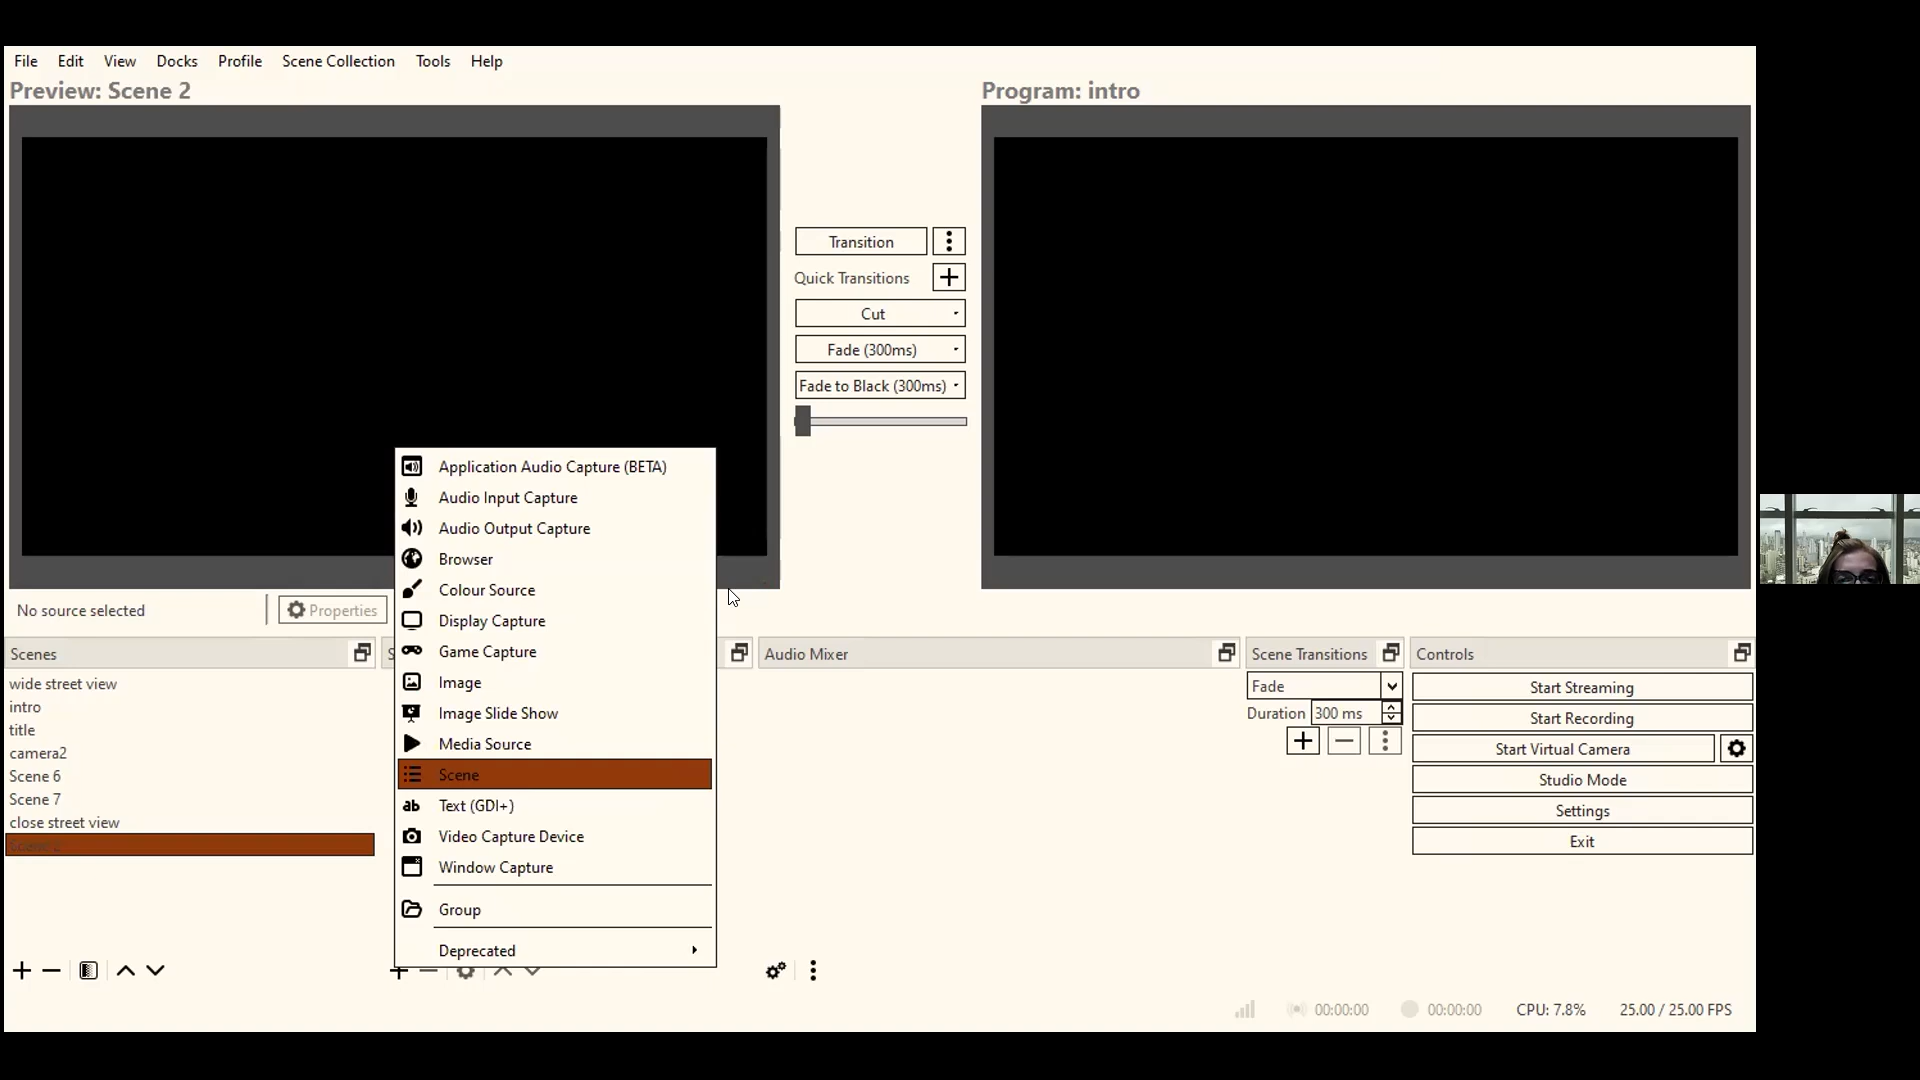 File Edit View Docks Profile Scene Collection Tools Help
Preview: Scene 2
Program: intro
Transition
Quick Transitions
Cut
Fade (300ms)
Fade to Black (300ms)
Application Audio Capture (BETA)
Audio Input Capture
Audio Output Capture
Browser
Colour Source
Display Capture
Game Capture
Image
Image Slide Show
Media Source
Scene
ab Text (GDI+)
Video Capture Device
Window Capture
Group
Deprecated
No source selected
Properties
Scenes
wide street view
intro
title
camera2
Scene 6
Scene 7
close street view
Scene 2
Audio Mixer
Scene Transitions
Fade
Duration 300 ms
Controls
Start Streaming
Start Recording
Start Virtual Camera
Studio Mode
Settings
Exit
00:00:00 00:00:00 CPU: 7.8% 25.00 / 25.00 FPS